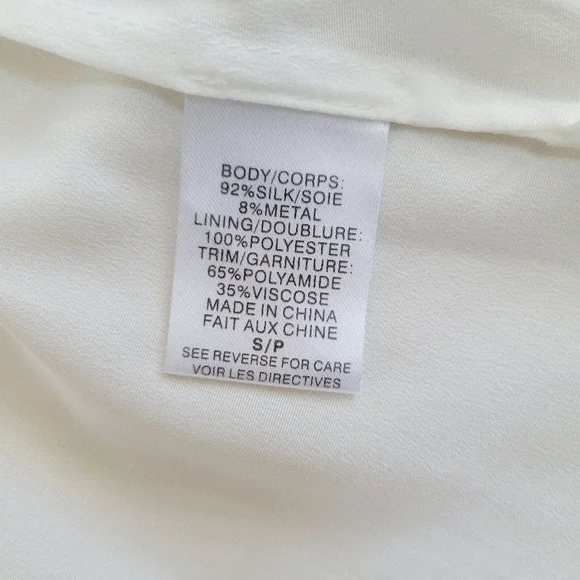 BODY/CORPS:
92%SILK/SOIE
8%METAL
LINING/DOUBLURE:
100%POLYESTER
TRIM/GARNITURE:
65%POLYAMIDE
35%VISCOSE
MADE IN CHINA
FAIT AUX CHINE
S/P
SEE REVERSE FOR CARE
VOIR LES DIRECTIVES